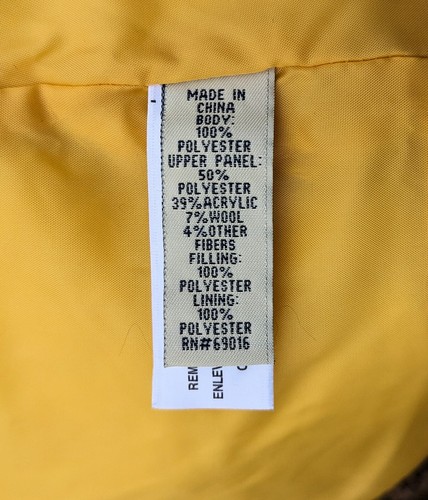 MADE IN
CHINA
BODY:
100%
POLYESTER
UPPER PANEL:
50%
POLYESTER
39%ACRYLIC
7%WOOL
4%OTHER
FIBERS
FILLING:
100%
POLYESTER
LINING:
100%
POLYESTER
RN#69016
REM
ENLEV